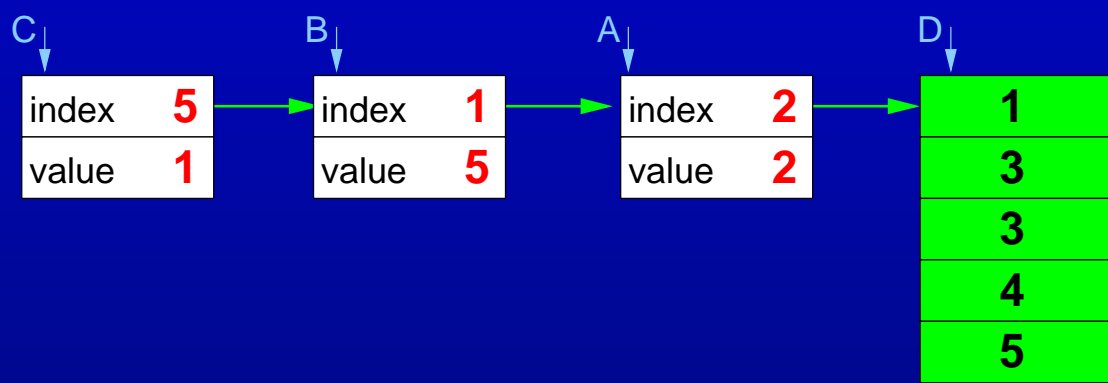 C B A D
index 5 index 1 index 2 1
value 1 value 5 value 2 3
3
4
5